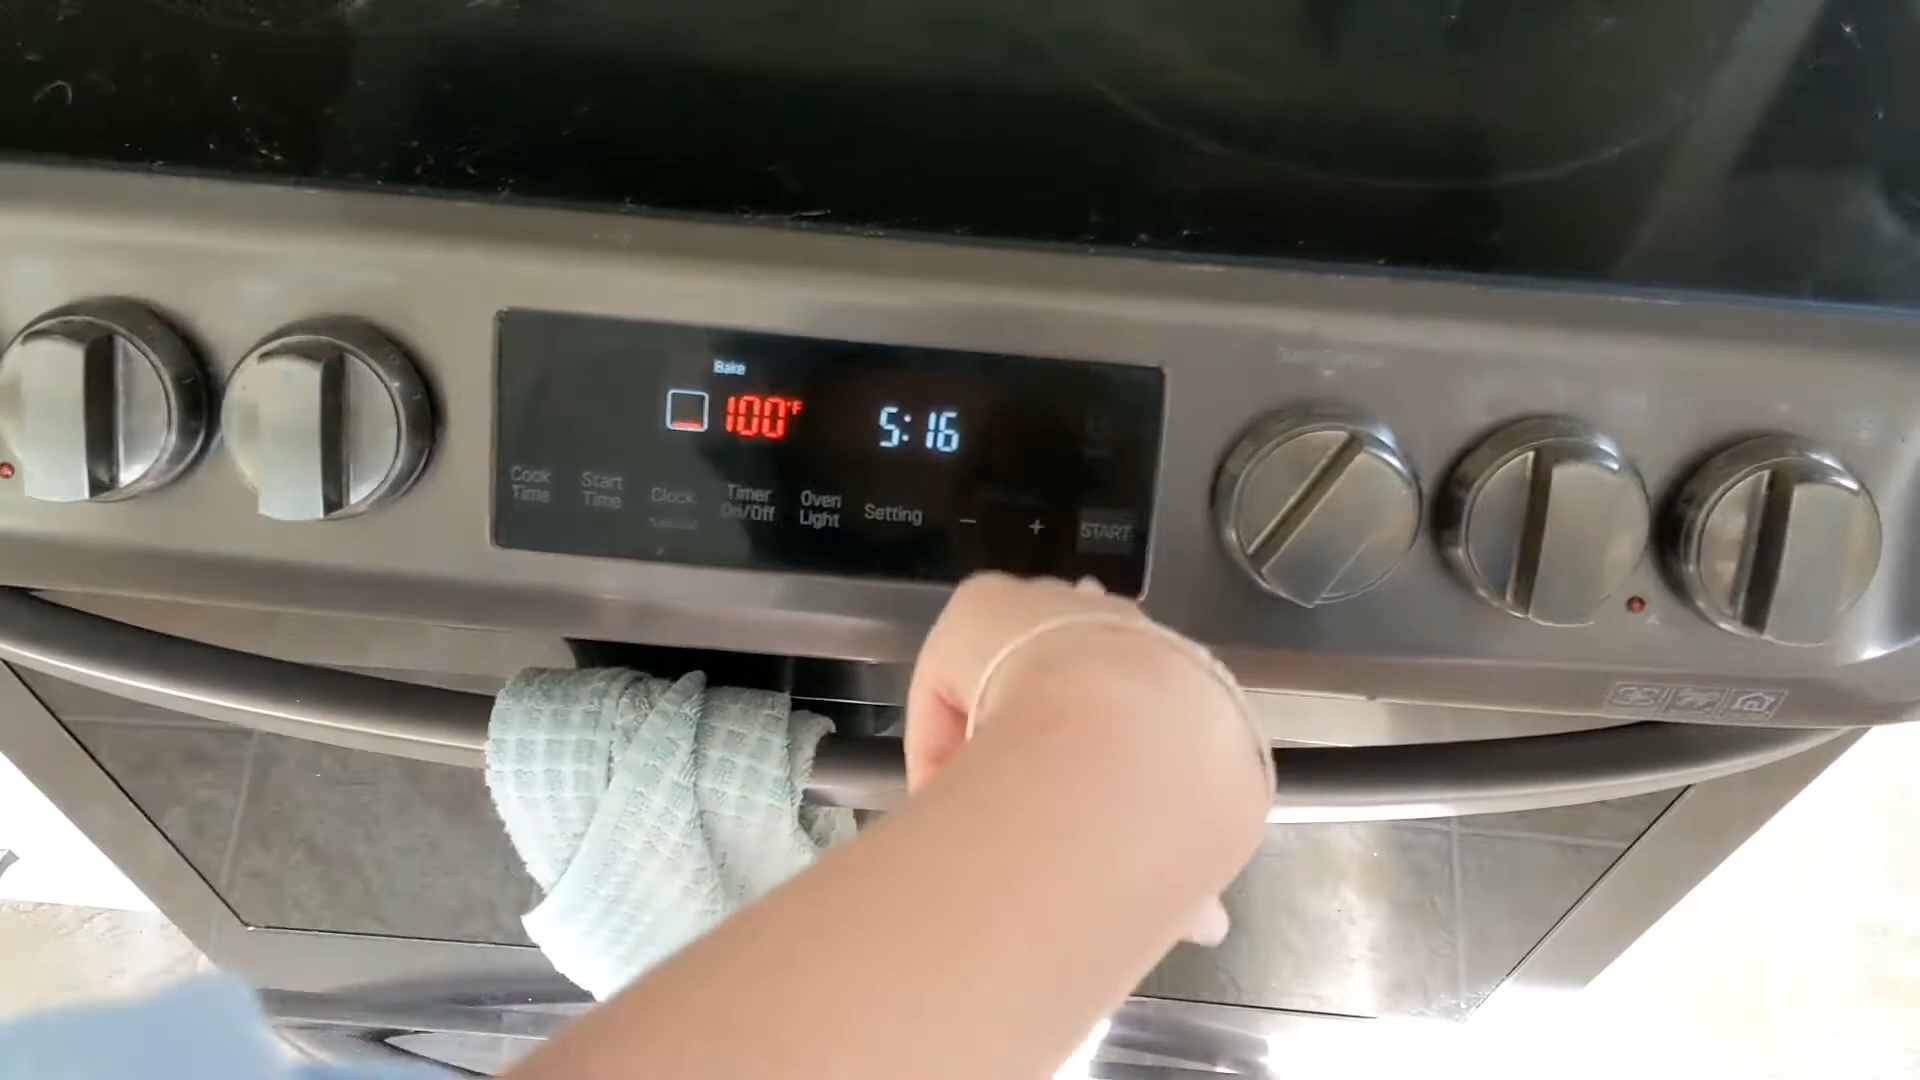 Bake
100°F
5:16
Cook
Time
Start
Time
Clock
Timer
On/Off
Oven
Light
Setting
−
+
START